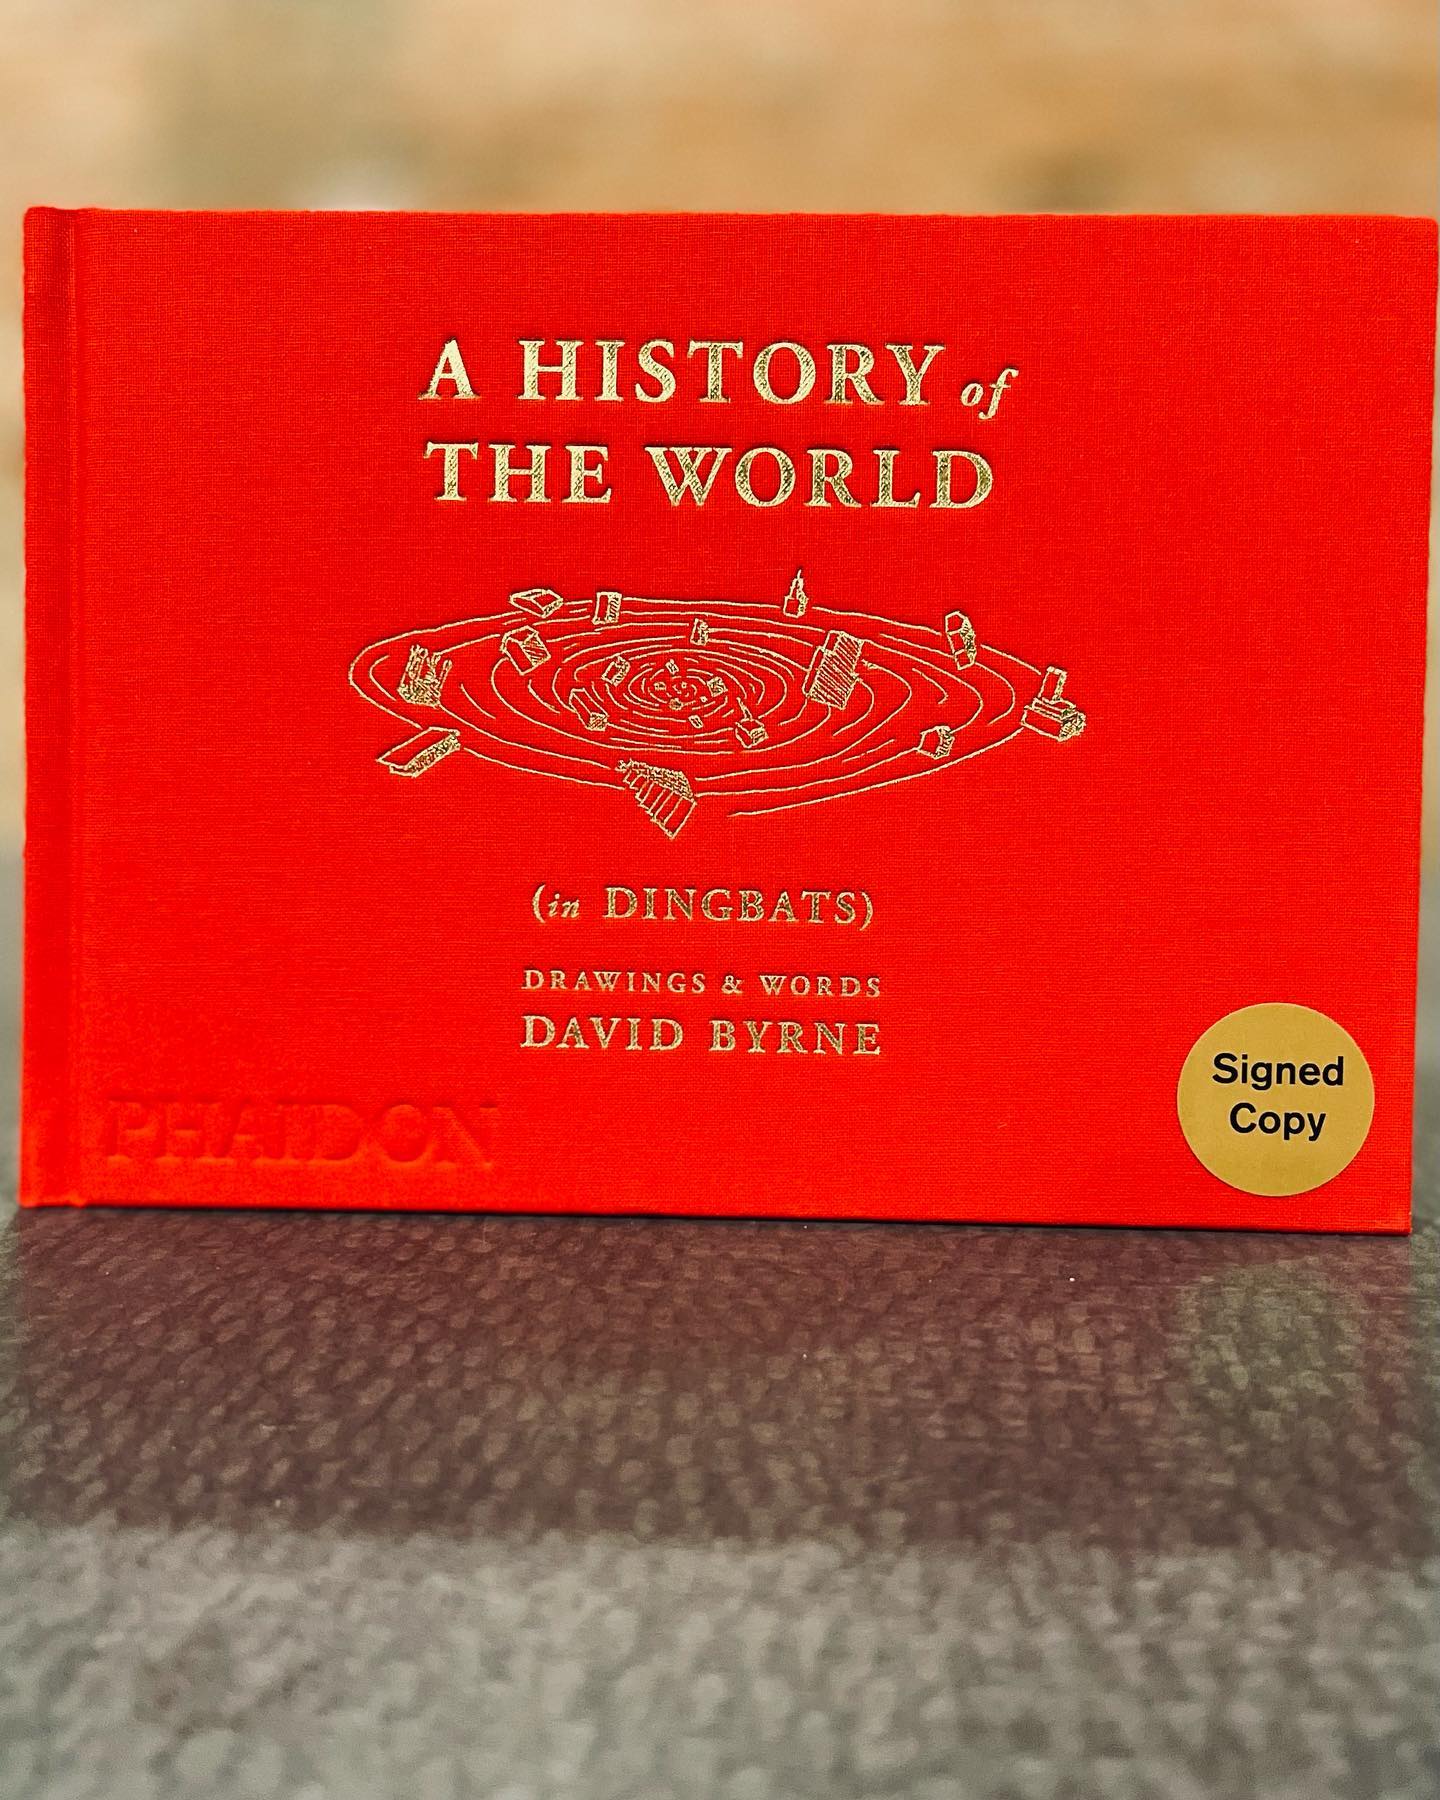 A HISTORY of
THE WORLD
(in DINGBATS)
DRAWINGS & WORDS
DAVID BYRNE
PHAIDON
Signed
Copy